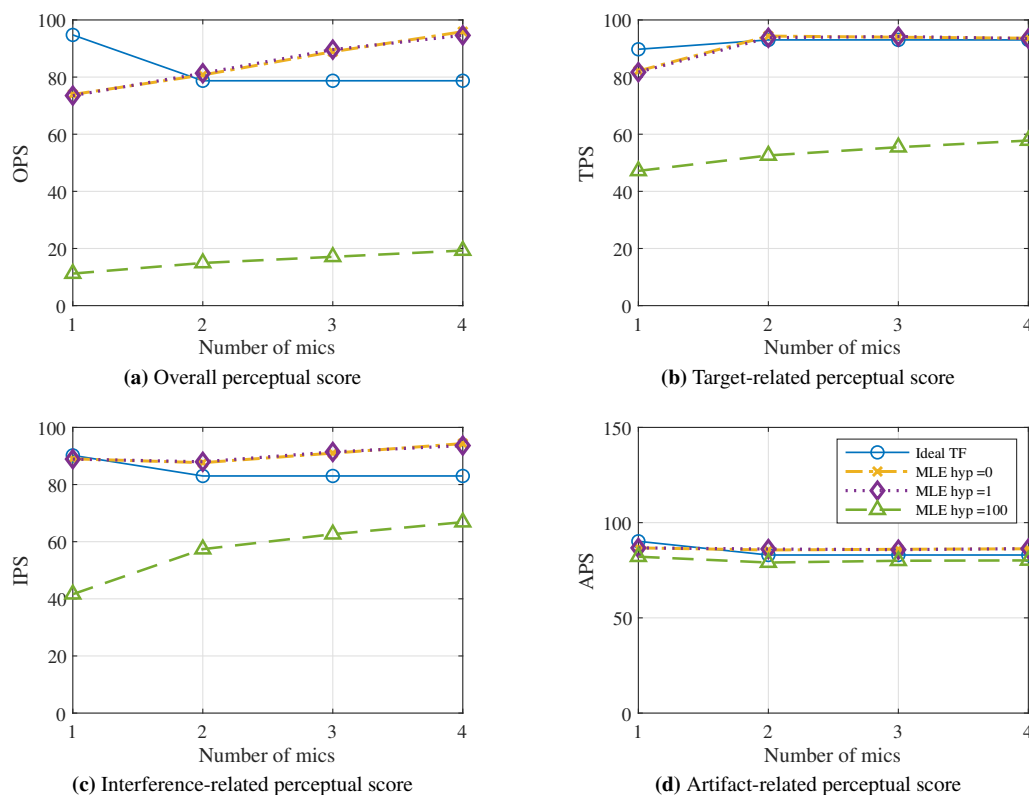 100
80
60
40
20
0
OPS
1 2 3 4
Number of mics
(a) Overall perceptual score
100
80
60
40
20
0
TPS
1 2 3 4
Number of mics
(b) Target-related perceptual score
100
80
60
40
20
0
IPS
1 2 3 4
Number of mics
(c) Interference-related perceptual score
150
100
50
0
APS
Ideal TF
MLE hyp =0
MLE hyp =1
MLE hyp =100
1 2 3 4
Number of mics
(d) Artifact-related perceptual score